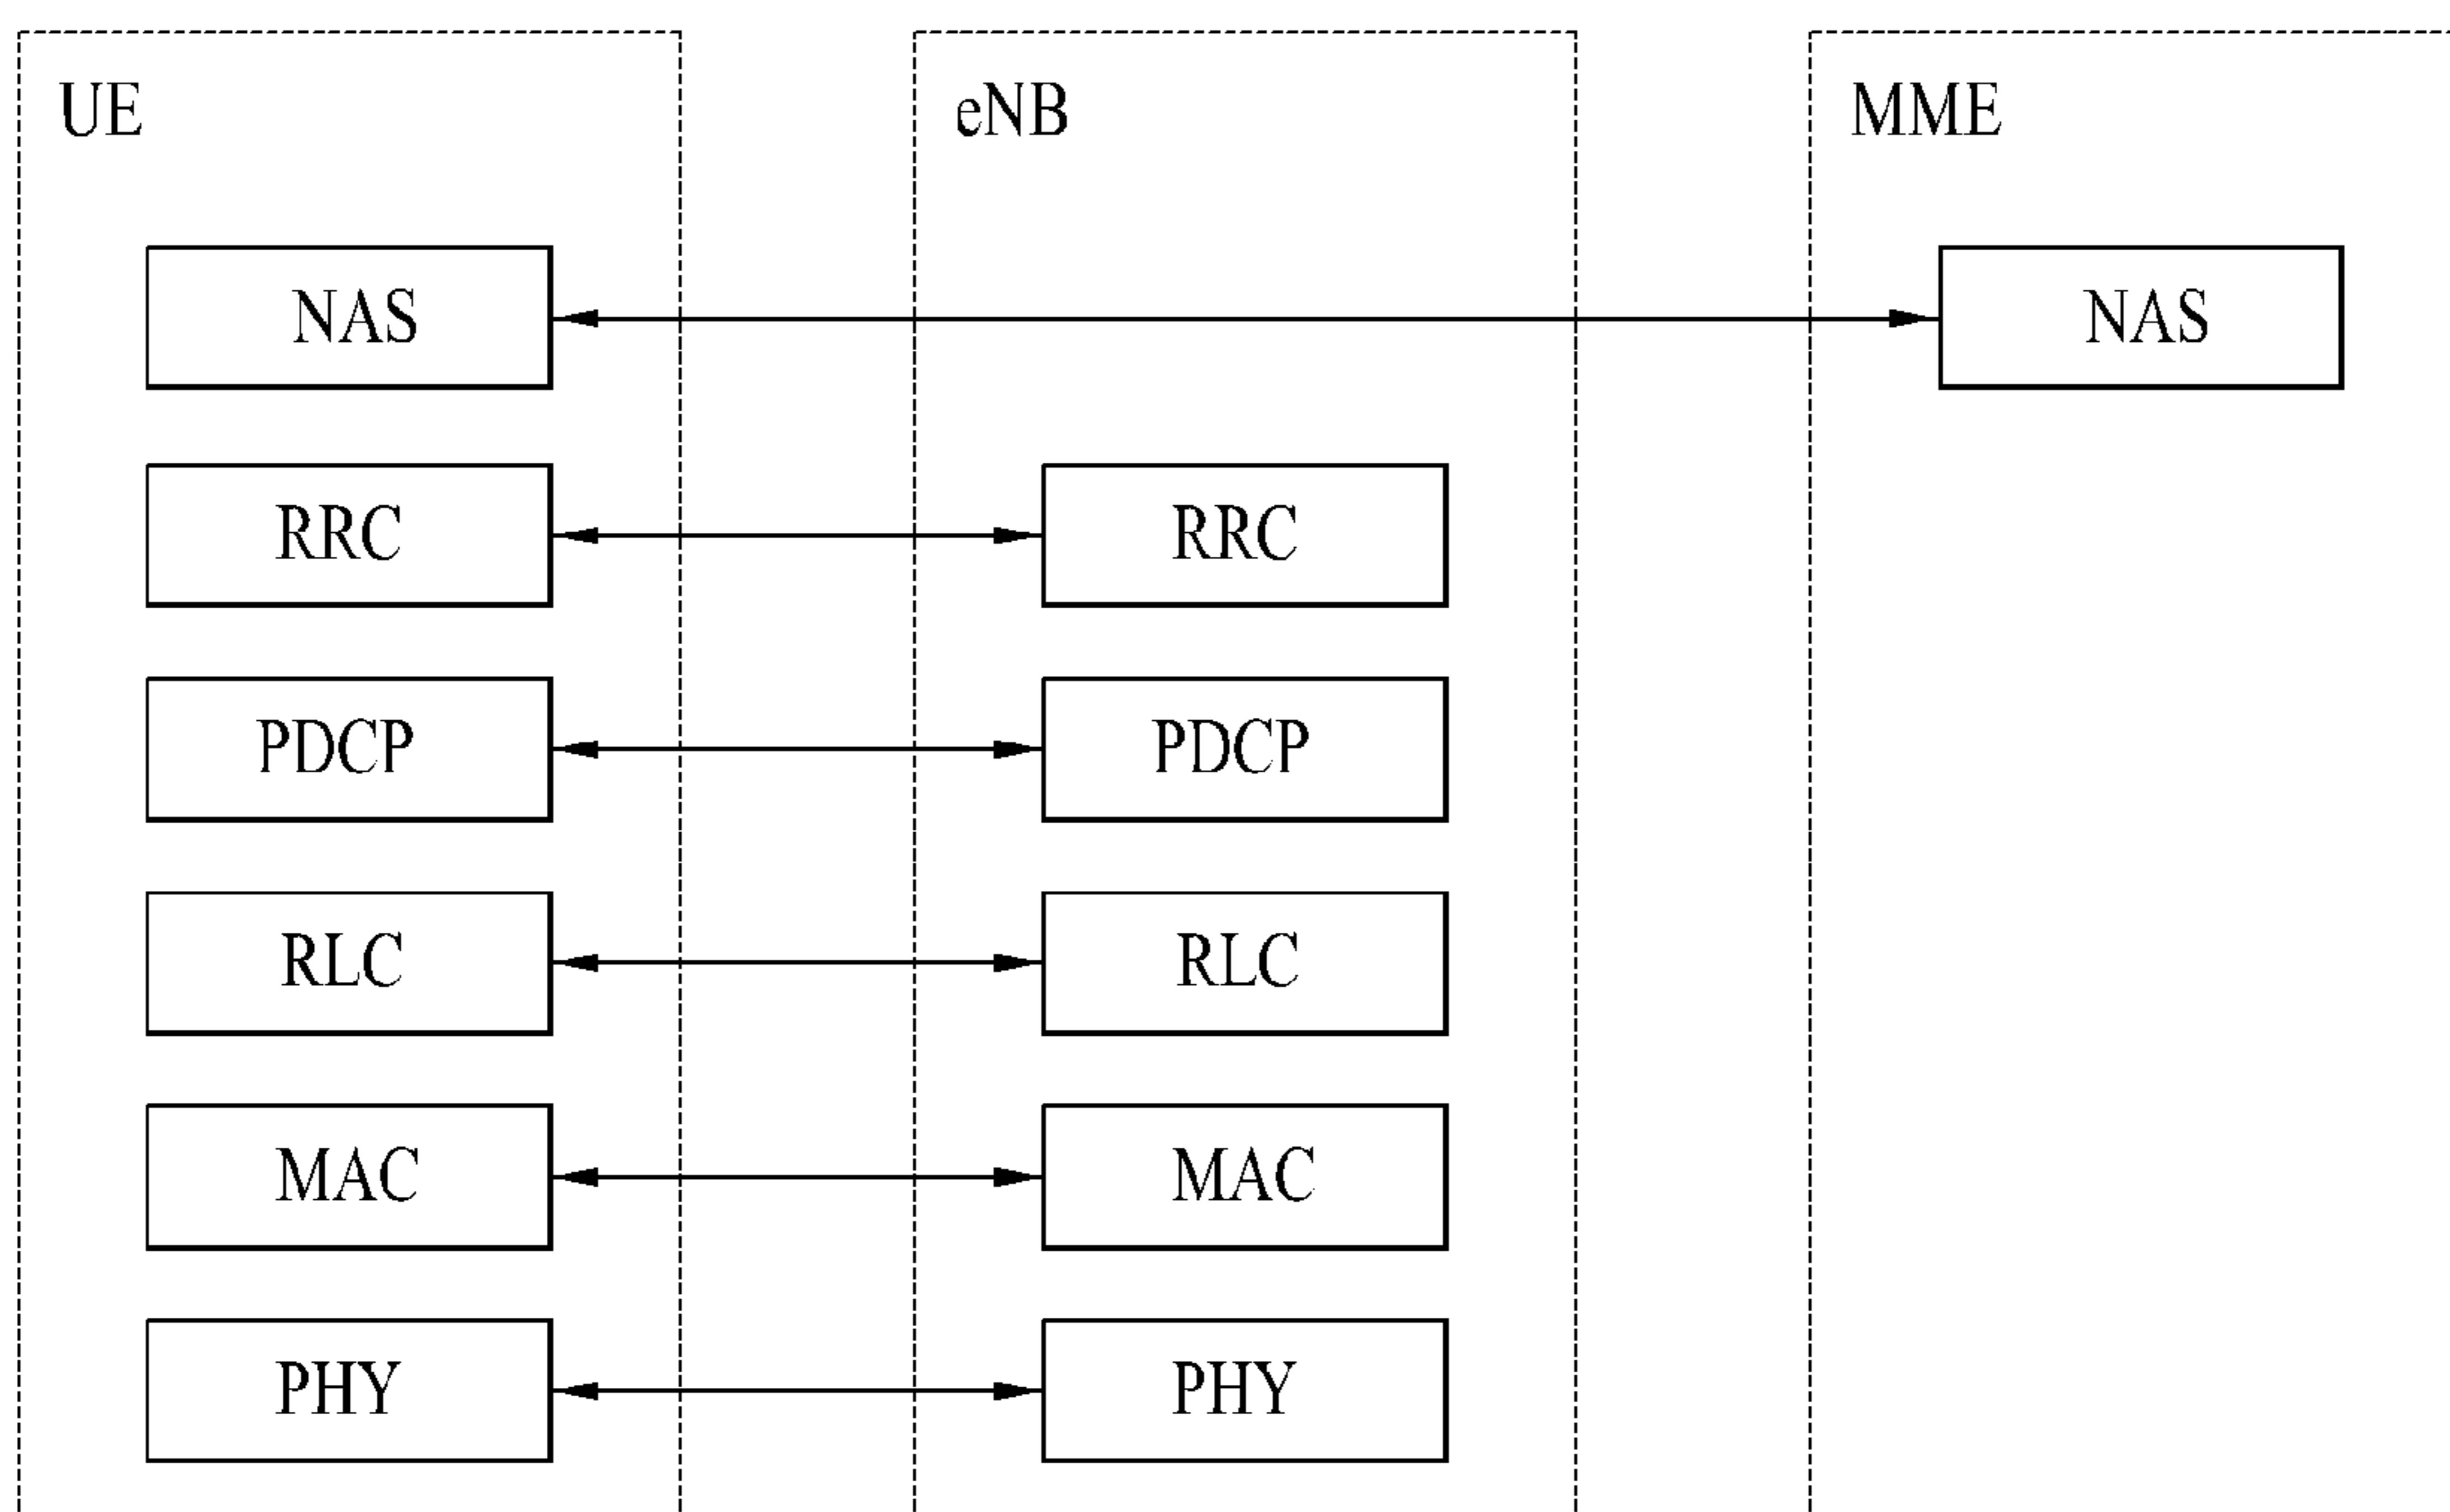 UE eNB MME
NAS NAS
RRC RRC
PDCP PDCP
RLC RLC
MAC MAC
PHY PHY